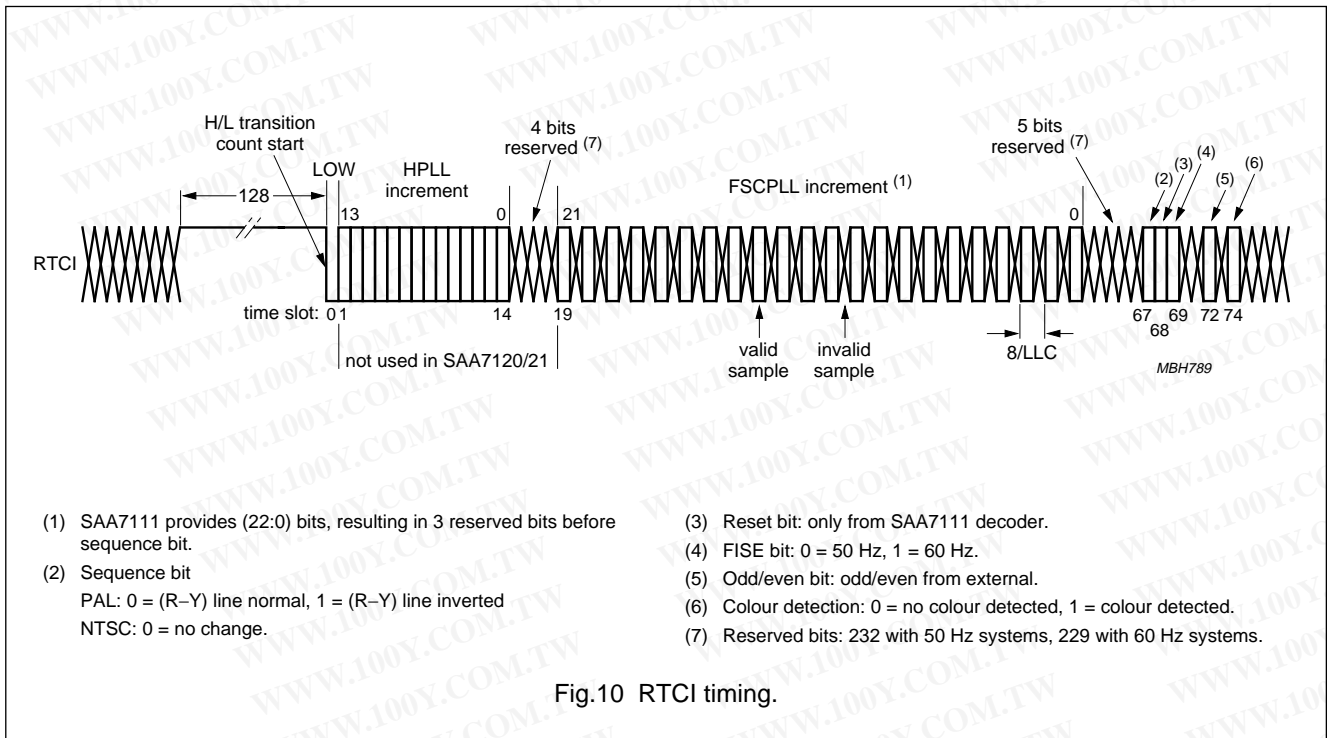 H/L transition
count start
LOW
HPLL
increment
4 bits
reserved (7)
FSCPLL increment (1)
5 bits
reserved (7)
(2)
(3)
(4)
(5)
(6)
128
13
0
21
0
RTCI
time slot:
0 1
14
19
67
68
69
72
74
not used in SAA7120/21
valid
sample
invalid
sample
8/LLC
MBH789
(1) SAA7111 provides (22:0) bits, resulting in 3 reserved bits before
sequence bit.
(2) Sequence bit
PAL: 0 = (R−Y) line normal, 1 = (R−Y) line inverted
NTSC: 0 = no change.
(3) Reset bit: only from SAA7111 decoder.
(4) FISE bit: 0 = 50 Hz, 1 = 60 Hz.
(5) Odd/even bit: odd/even from external.
(6) Colour detection: 0 = no colour detected, 1 = colour detected.
(7) Reserved bits: 232 with 50 Hz systems, 229 with 60 Hz systems.
Fig.10 RTCI timing.
WWW.100Y.COM.TW